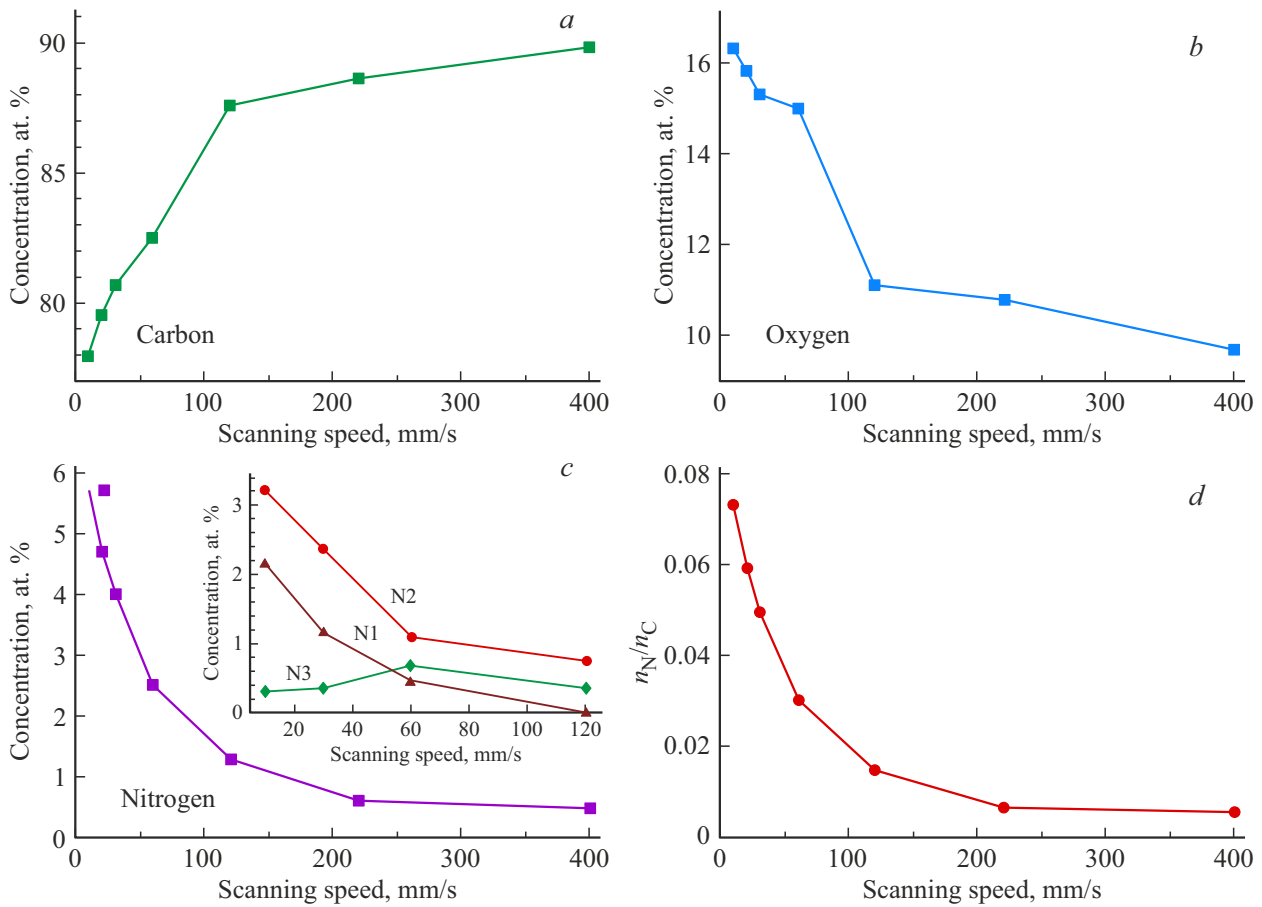 a
90
85
80
Concentration, at. %
Carbon
0 100 200 300 400
Scanning speed, mm/s
b
16
14
12
10
Concentration, at. %
Oxygen
0 100 200 300 400
Scanning speed, mm/s
c
6
5
4
3
2
1
0
Concentration, at. %
Nitrogen
0 100 200 300 400
Scanning speed, mm/s
3
2
1
0
Concentration, at. %
N2
N1
N3
20 40 60 80 100 120
Scanning speed, mm/s
d
0.08
0.06
0.04
0.02
0
nN/nC
0 100 200 300 400
Scanning speed, mm/s